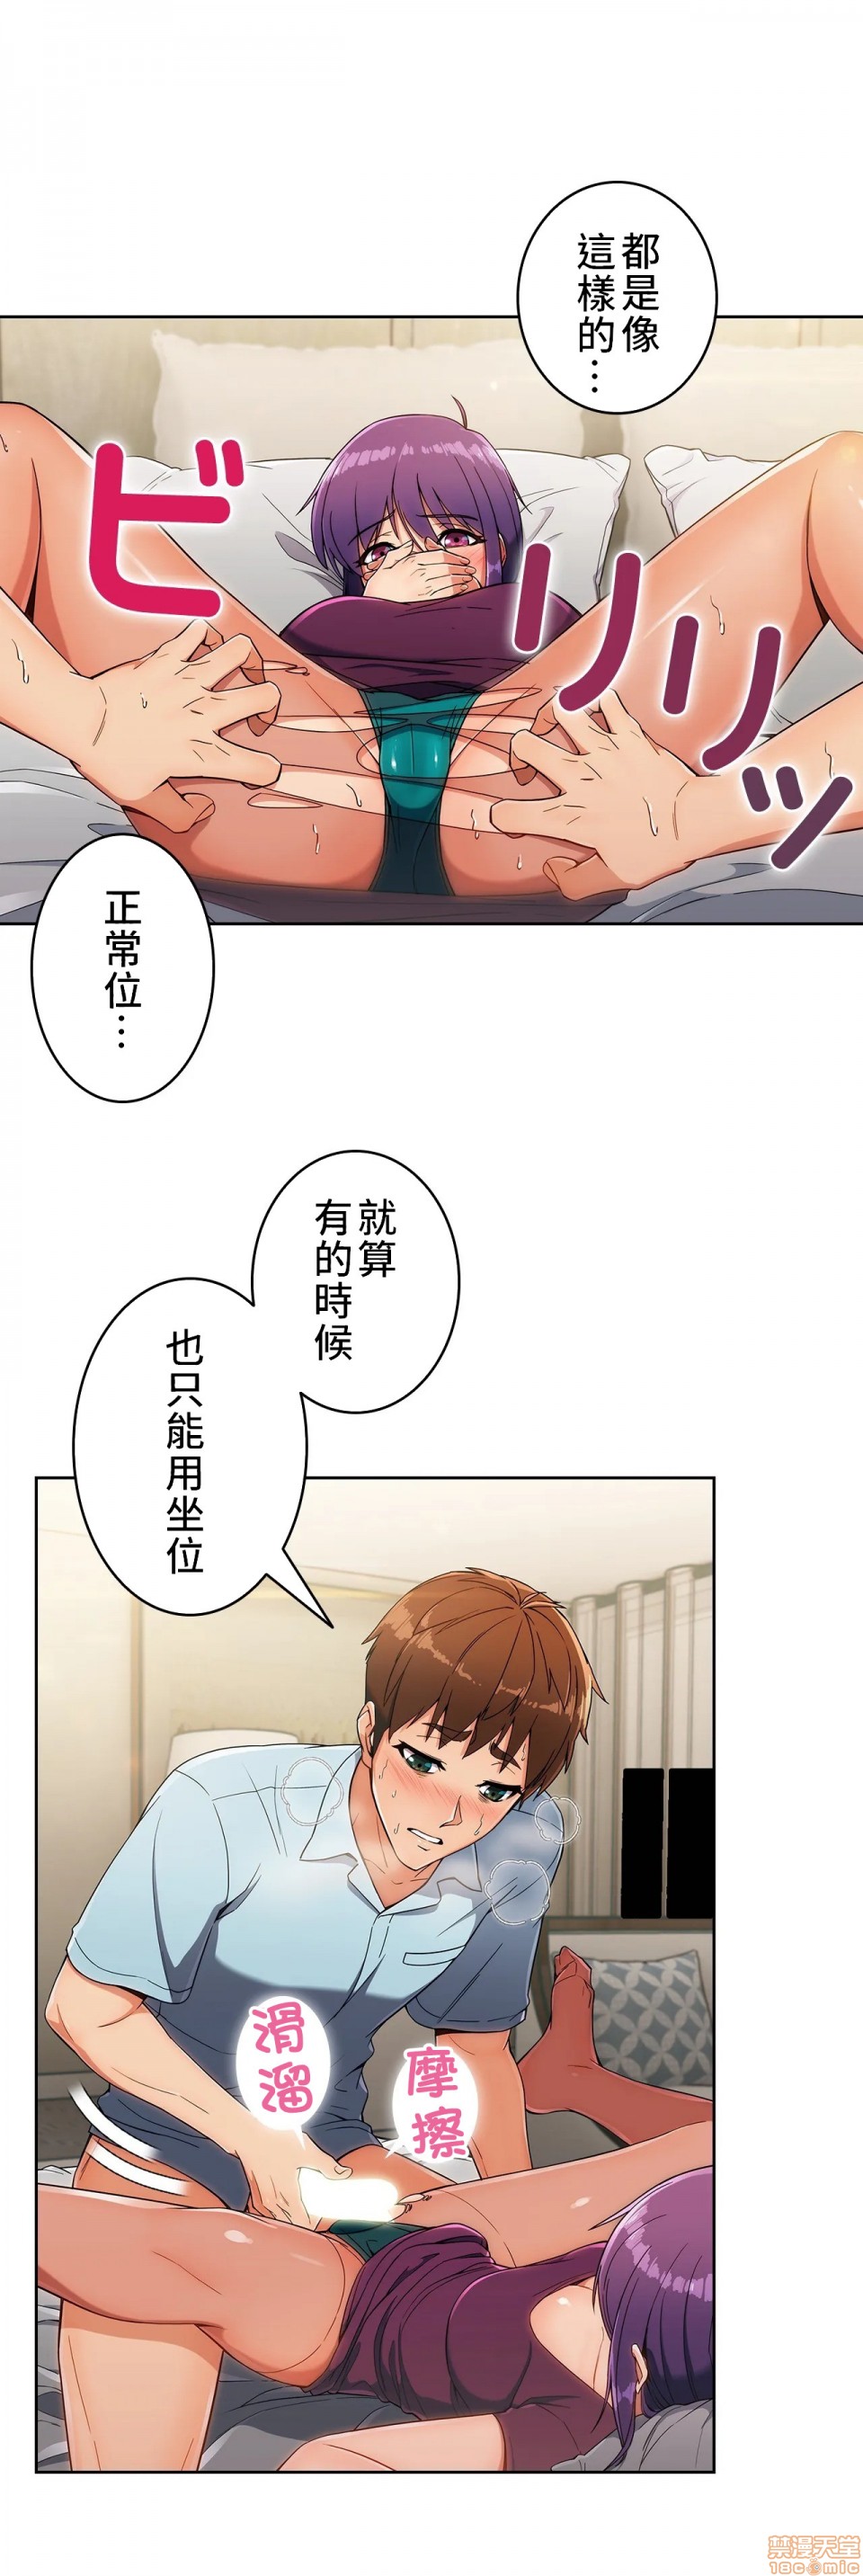 都是像
這樣的…
ビリリッ
正常位…
就算
有的時候
也只能用坐位
滑溜
摩擦
禁漫天堂
18comic